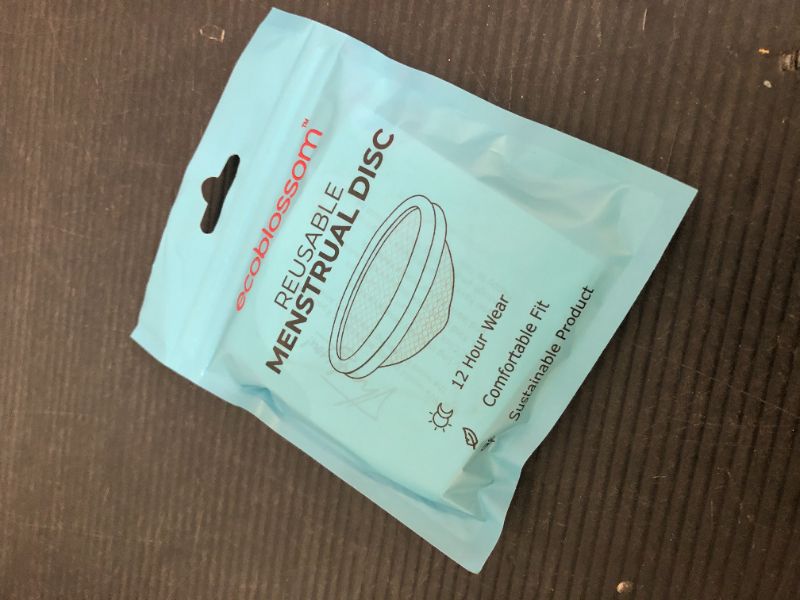 ecoblossom™
REUSABLE
MENSTRUAL DISC
12 Hour Wear
Comfortable Fit
Sustainable Product